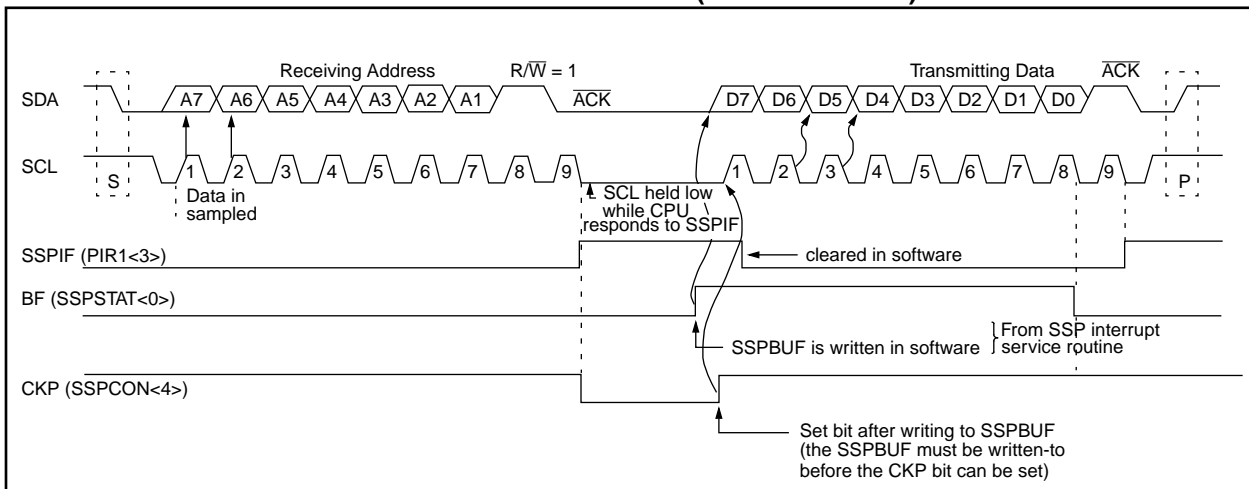 Receiving Address R/W = 1 Transmitting Data ACK
SDA A7 A6 A5 A4 A3 A2 A1 ACK D7 D6 D5 D4 D3 D2 D1 D0
SCL S 1 2 3 4 5 6 7 8 9 1 2 3 4 5 6 7 8 9 P
Data in
sampled
SCL held low
while CPU
responds to SSPIF
SSPIF (PIR1<3>)
cleared in software
BF (SSPSTAT<0>)
SSPBUF is written in software
From SSP interrupt
service routine
CKP (SSPCON<4>)
Set bit after writing to SSPBUF
(the SSPBUF must be written-to
before the CKP bit can be set)